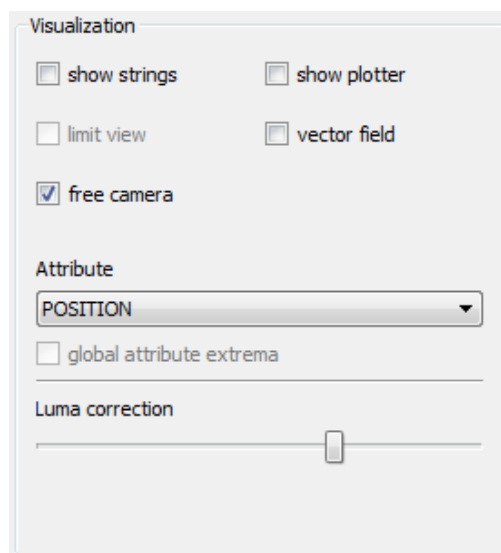 Visualization
show strings show plotter
limit view vector field
free camera
Attribute
POSITION
global attribute extrema
Luma correction